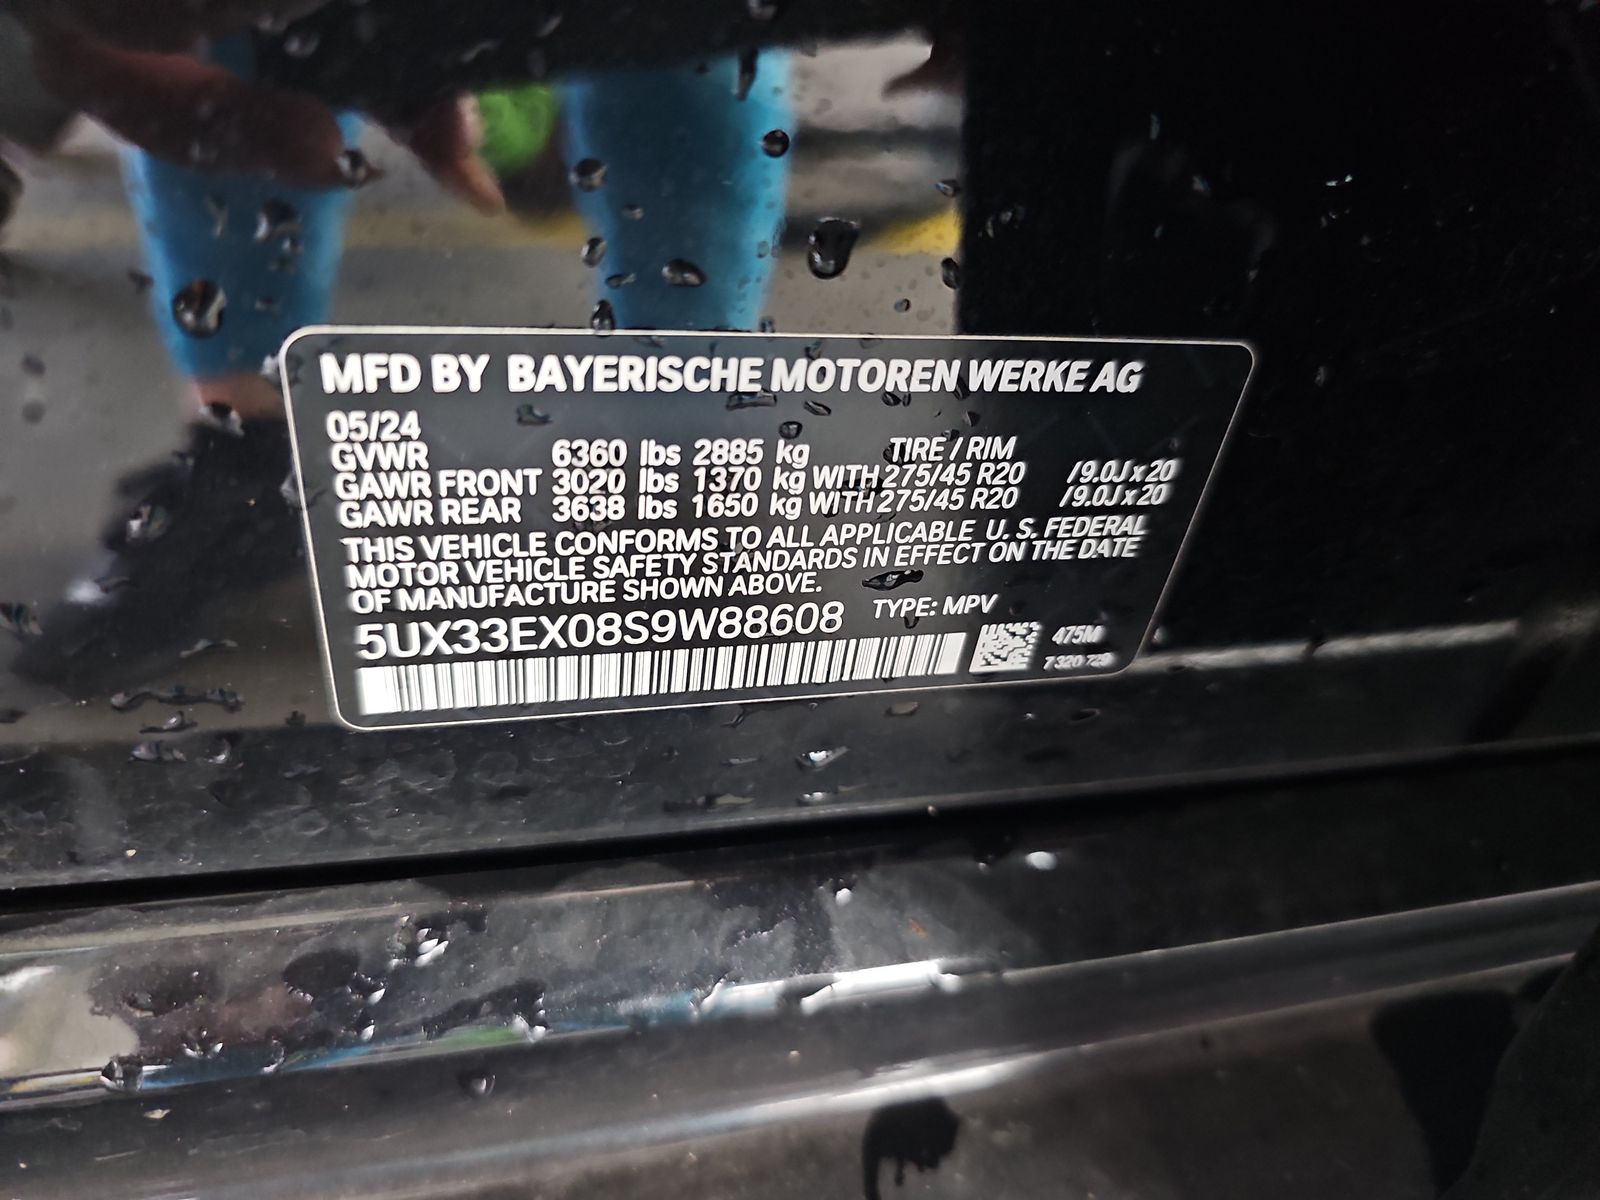 MFD BY BAYERISCHE MOTOREN WERKE AG
05/24
GVWR 6360 lbs 2885 kg TIRE / RIM
GAWR FRONT 3020 lbs 1370 kg WITH 275/45 R20 /9.0J x 20
GAWR REAR 3638 lbs 1650 kg WITH 275/45 R20 /9.0J x 20
THIS VEHICLE CONFORMS TO ALL APPLICABLE U. S. FEDERAL
MOTOR VEHICLE SAFETY STANDARDS IN EFFECT ON THE DATE
OF MANUFACTURE SHOWN ABOVE.
5UX33EX08S9W88608 TYPE: MPV
475M
7 320